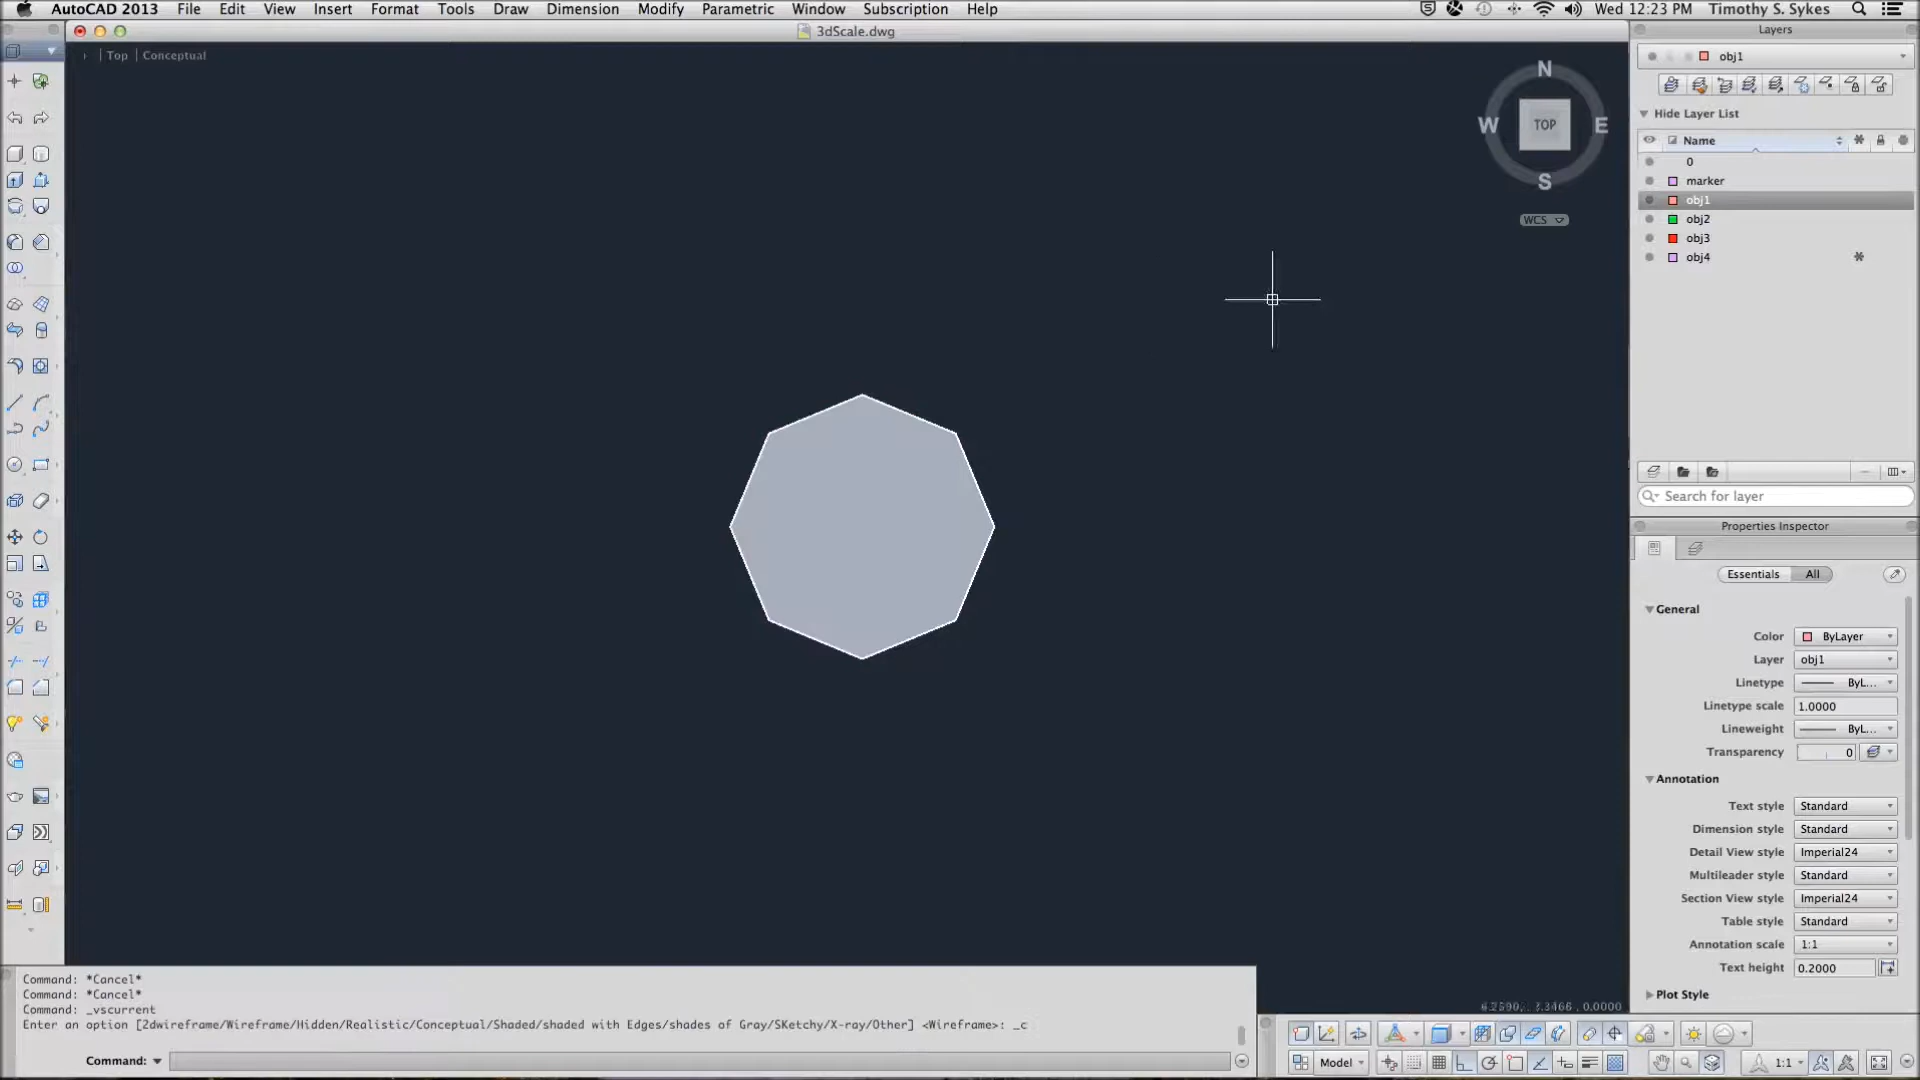 AutoCAD 2013 File Edit View Insert Format Tools Draw Dimension Modify Parametric Window Subscription Help Wed 12:23 PM Timothy S. Sykes
3dScale.dwg
Top Conceptual
N
W TOP E
S
WCS
Layers
obj1
Hide Layer List
Name
0
marker
obj1
obj2
obj3
obj4
Search for layer
Properties Inspector
Essentials All
General
Color ByLayer
Layer obj1
Linetype ByL...
Linetype scale 1.0000
Lineweight ByL...
Transparency 0
Annotation
Text style Standard
Dimension style Standard
Detail View style Imperial24
Multileader style Standard
Section View style Imperial24
Table style Standard
Annotation scale 1:1
Text height 0.2000
Plot Style
Command: *Cancel*
Command: *Cancel*
Command: _vscurrent
Enter an option [2dwireframe/Wireframe/Hidden/Realistic/Conceptual/Shaded/shaded with Edges/shades of Gray/SKetchy/X-ray/Other] <Wireframe>: _c
Command:
Model 1:1